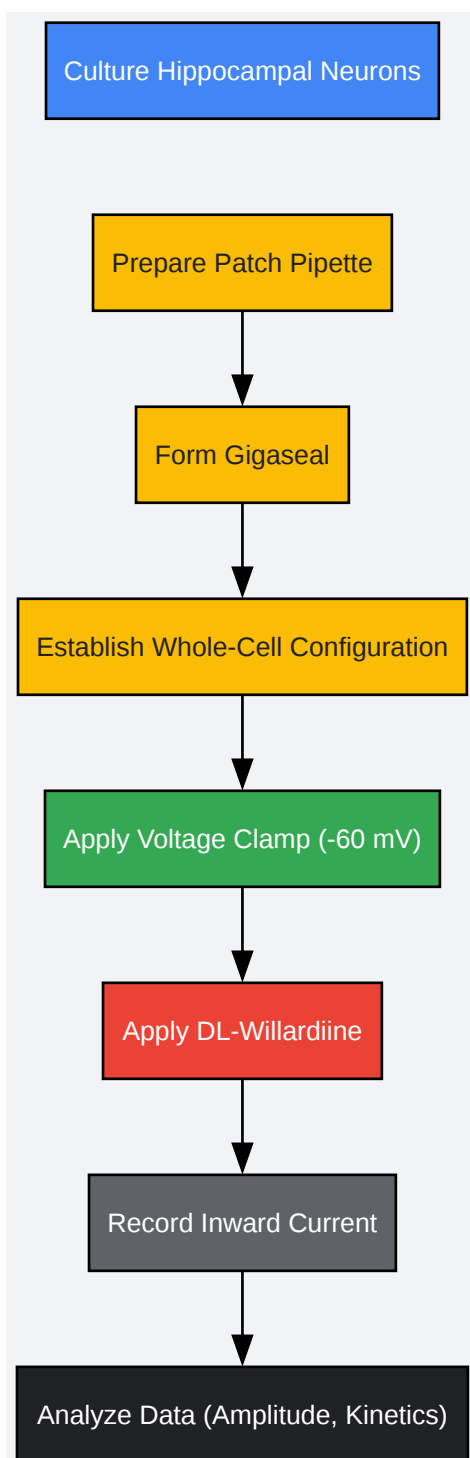 Culture Hippocampal Neurons
Prepare Patch Pipette
Form Gigaseal
Establish Whole-Cell Configuration
Apply Voltage Clamp (-60 mV)
Apply DL-Willardiine
Record Inward Current
Analyze Data (Amplitude, Kinetics)